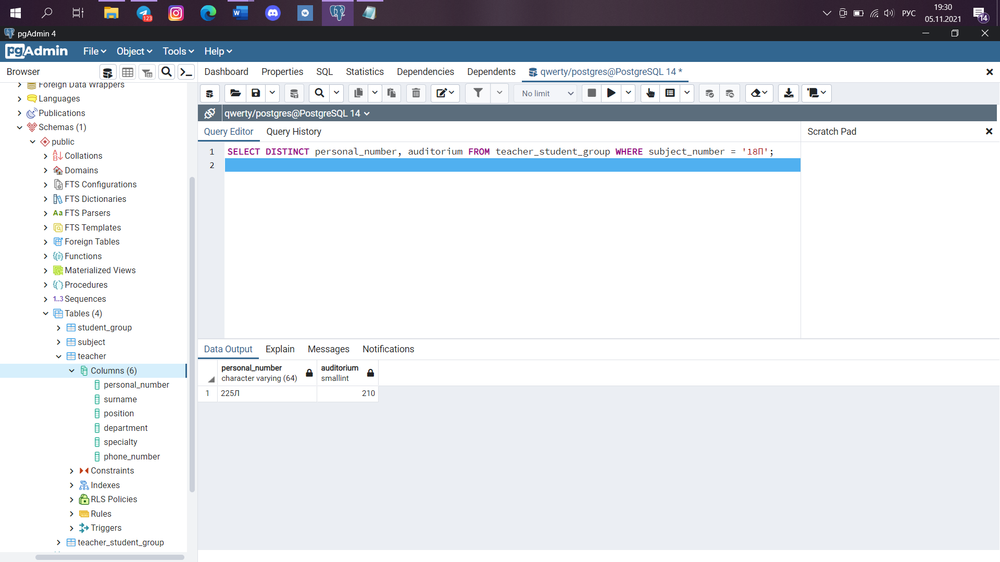 123
РУС
19:30
05.11.2021
14
pgAdmin 4
pgAdmin
File
Object
Tools
Help
Browser
Dashboard
Properties
SQL
Statistics
Dependencies
Dependents
qwerty/postgres@PostgreSQL 14 *
No limit
qwerty/postgres@PostgreSQL 14
Query Editor
Query History
Scratch Pad
1 SELECT DISTINCT personal_number, auditorium FROM teacher_student_group WHERE subject_number = '18П';
2
Foreign Data Wrappers
Languages
Publications
Schemas (1)
public
Collations
Domains
FTS Configurations
FTS Dictionaries
Aa FTS Parsers
FTS Templates
Foreign Tables
Functions
Materialized Views
Procedures
1..3 Sequences
Tables (4)
student_group
subject
teacher
Columns (6)
personal_number
surname
position
department
specialty
phone_number
Constraints
Indexes
RLS Policies
Rules
Triggers
teacher_student_group
Data Output
Explain
Messages
Notifications
personal_number
character varying (64)
auditorium
smallint
1 225Л 210